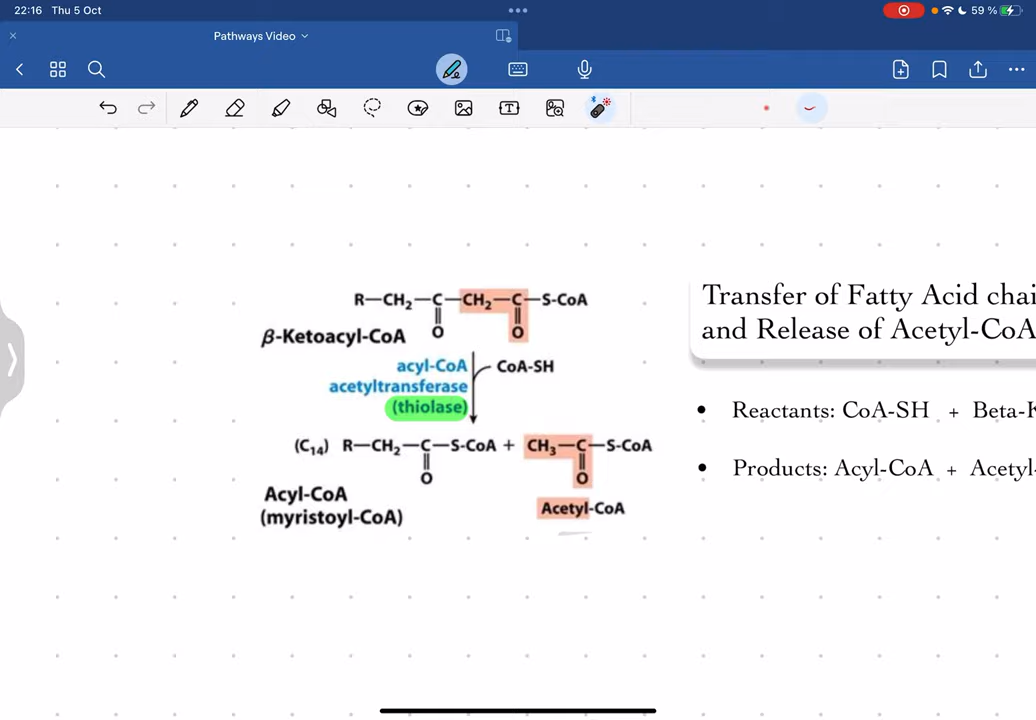 22:16 Thu 5 Oct
59 %
Pathways Video
R—CH₂—C—CH₂—C—S-CoA
O O
β-Ketoacyl-CoA
acyl-CoA
acetyltransferase
(thiolase)
CoA-SH
(C₁₄) R—CH₂—C—S-CoA + CH₃—C—S-CoA
O O
Acyl-CoA
(myristoyl-CoA)
Acetyl-CoA
Transfer of Fatty Acid chai
and Release of Acetyl-CoA
• Reactants: CoA-SH + Beta-K
• Products: Acyl-CoA + Acetyl-